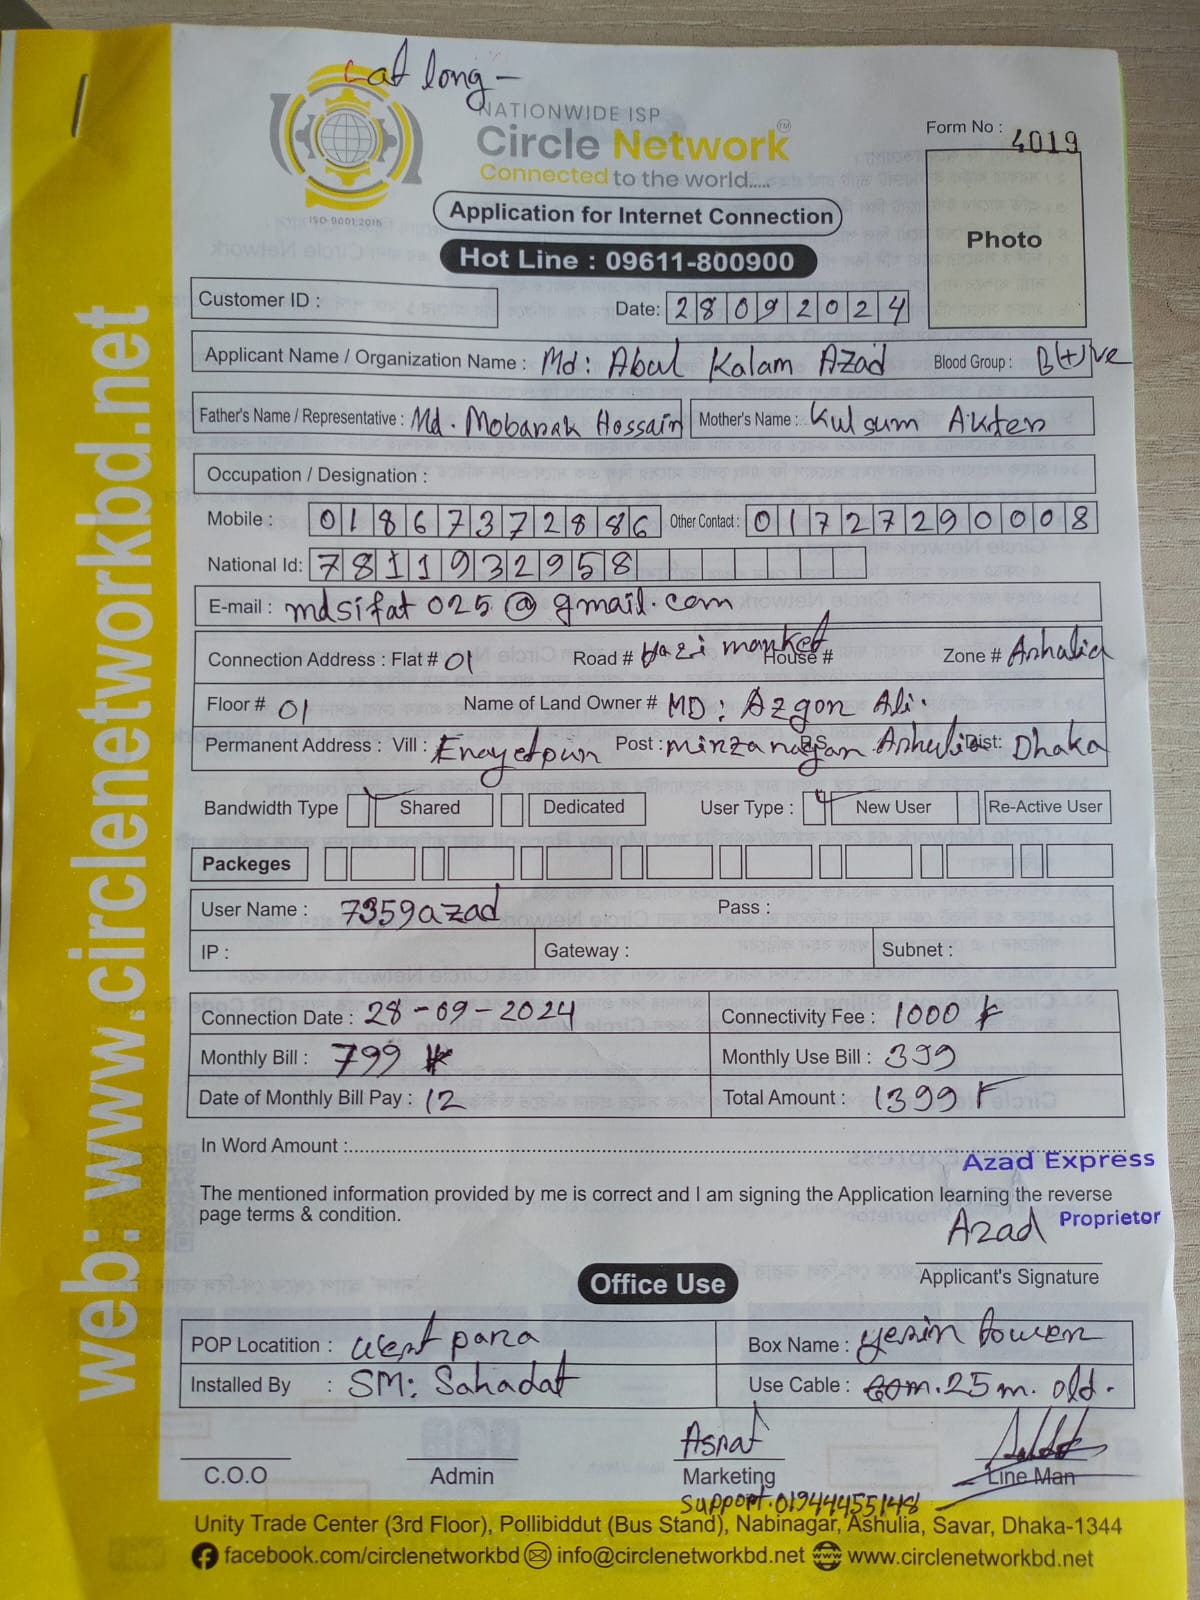 Lat long -
NATIONWIDE ISP
Circle Network TM
Connected to the world.....
ISO 9001:2015
Form No : 4019
Photo
Application for Internet Connection
Hot Line : 09611-800900
Customer ID :
Date: 28092024
Applicant Name / Organization Name : Md: Abul Kalam Azad Blood Group : B(+)ve
Father's Name / Representative : Md. Mobarak Hossain Mother's Name : Kulsum Akter
Occupation / Designation :
Mobile : 01867372886 Other Contact : 01727290008
National Id: 7811932958
E-mail : mdsifat025@gmail.com
Connection Address : Flat # 01 Road # Hazi market House # Zone # Ashulia
Floor # 01 Name of Land Owner # MD: Azgor Ali.
Permanent Address : Vill : Enayetpur Post : mirzanagar P.S Ashulia Dist: Dhaka
Bandwidth Type Shared Dedicated User Type : New User Re-Active User
Packeges
User Name : 7359azad Pass :
IP : Gateway : Subnet :
Connection Date : 28-09-2024 Connectivity Fee : 1000
Monthly Bill : 799 Monthly Use Bill : 399
Date of Monthly Bill Pay : 12 Total Amount : 1399
In Word Amount :
Azad Express
The mentioned information provided by me is correct and I am signing the Application learning the reverse
page terms & condition.
Azad Proprietor
Applicant's Signature
Office Use
POP Locatition : West para Box Name : yesin tower
Installed By : SM: Sahadat Use Cable : 25m. old.
Asraf
C.O.O Admin Marketing Line Man
Support. 01944455148
Unity Trade Center (3rd Floor), Pollibiddut (Bus Stand), Nabinagar, Ashulia, Savar, Dhaka-1344
facebook.com/circlenetworkbd info@circlenetworkbd.net www.circlenetworkbd.net
web: www.circlenetworkbd.net